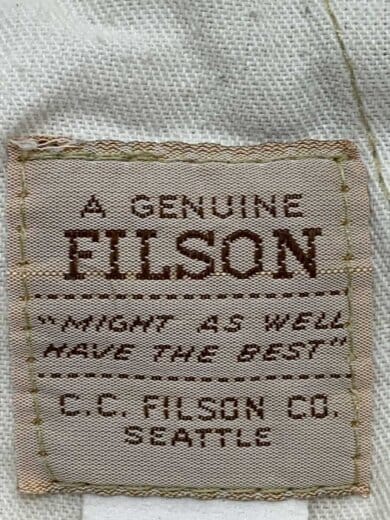 A GENUINE
FILSON
"MIGHT AS WELL
HAVE THE BEST"
C.C. FILSON CO.
SEATTLE